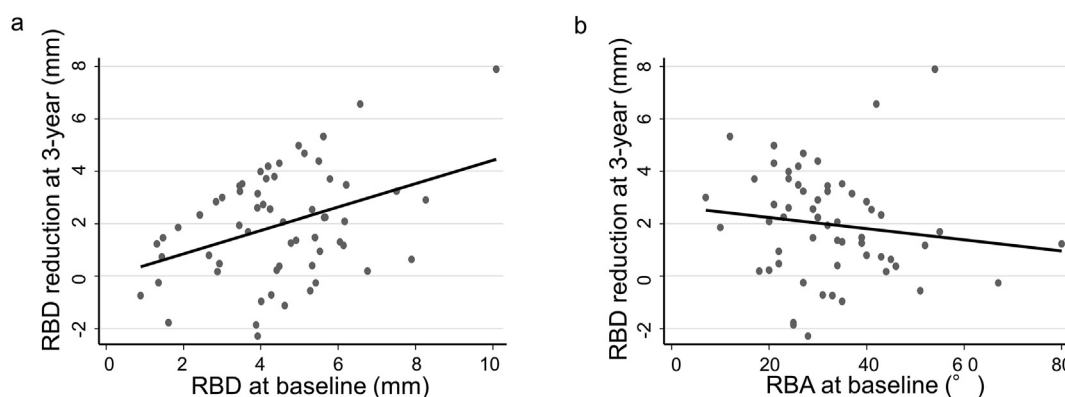 a
RBD reduction at 3-year (mm)
8
6
4
2
0
-2
0 2 4 6 8 10
RBD at baseline (mm)
b
RBD reduction at 3-year (mm)
8
6
4
2
0
-2
0 20 40 6 0 80
RBA at baseline (° )